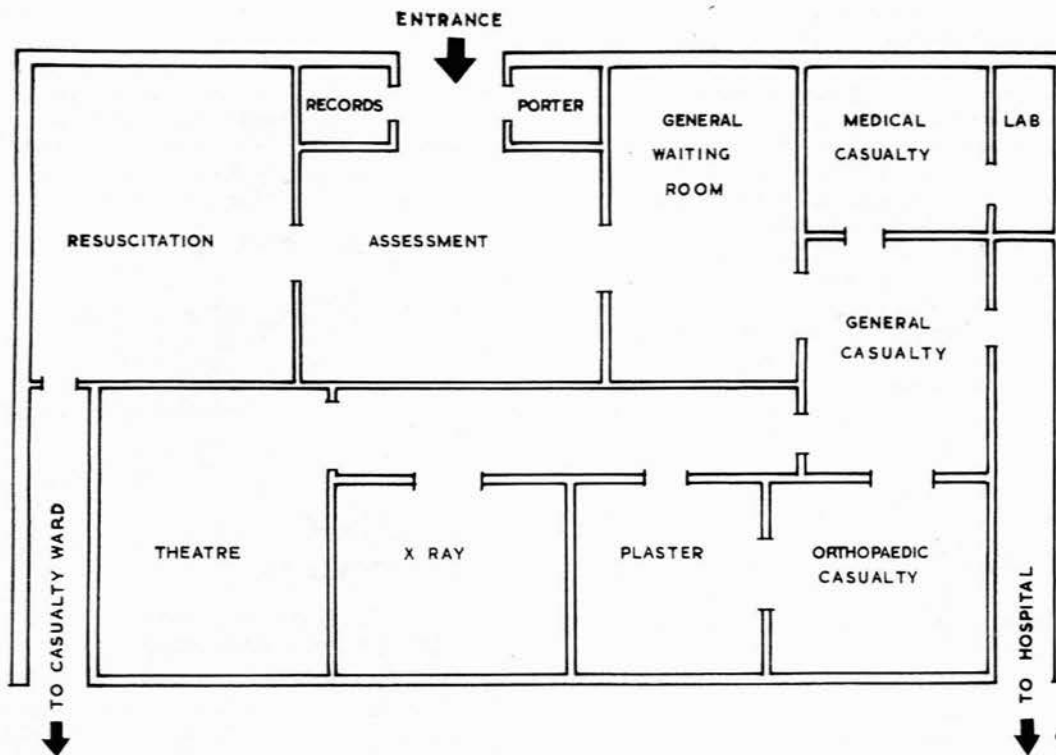 ENTRANCE
RECORDS
PORTER
GENERAL
WAITING
ROOM
MEDICAL
CASUALTY
LAB
RESUSCITATION
ASSESSMENT
GENERAL
CASUALTY
THEATRE
X RAY
PLASTER
ORTHOPAEDIC
CASUALTY
TO CASUALTY WARD
TO HOSPITAL